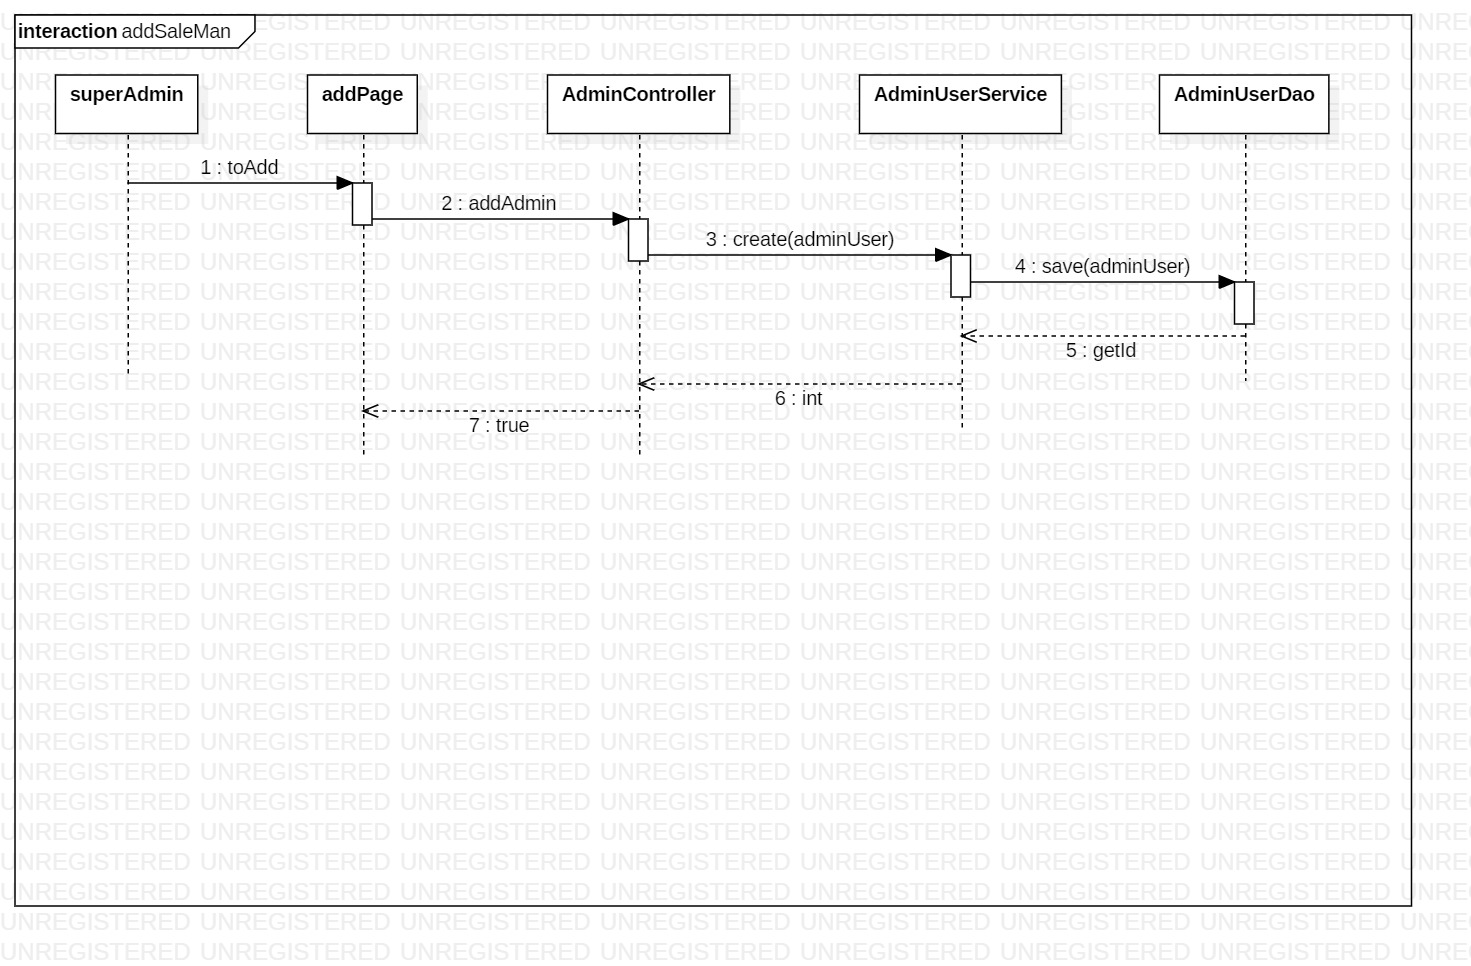 interaction addSaleMan
superAdmin
addPage
AdminController
AdminUserService
AdminUserDao
1 : toAdd
2 : addAdmin
3 : create(adminUser)
4 : save(adminUser)
5 : getId
6 : int
7 : true
UNREGISTERED